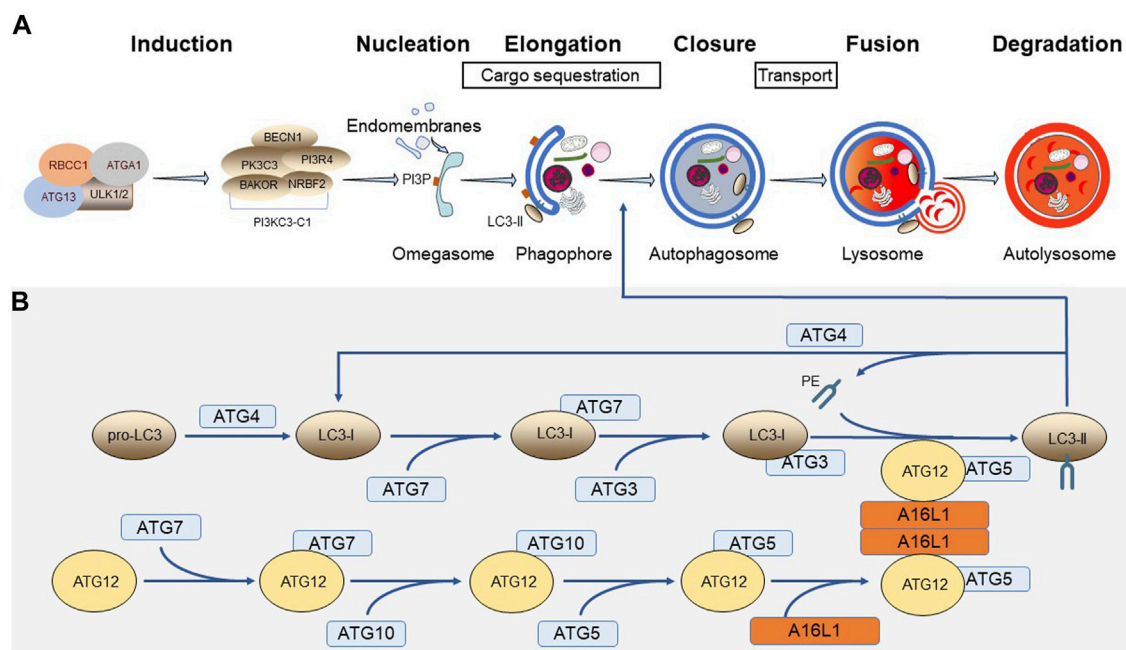 A
Induction Nucleation Elongation Closure Fusion Degradation
Cargo sequestration Transport
Endomembranes
BECN1
RBCC1 ATGA1 PK3C3 PI3R4
PI3P
ATG13 ULK1/2 BAKOR NRBF2
PI3KC3-C1 LC3-II
Omegasome Phagophore Autophagosome Lysosome Autolysosome
B
ATG4
PE
ATG4 ATG7
pro-LC3 LC3-I LC3-I LC3-I LC3-II
ATG3 ATG12 ATG5
ATG7 ATG3
A16L1
ATG7
ATG7 ATG10 ATG5 A16L1
ATG12 ATG12 ATG12 ATG12 ATG12 ATG5
ATG10 ATG5 A16L1